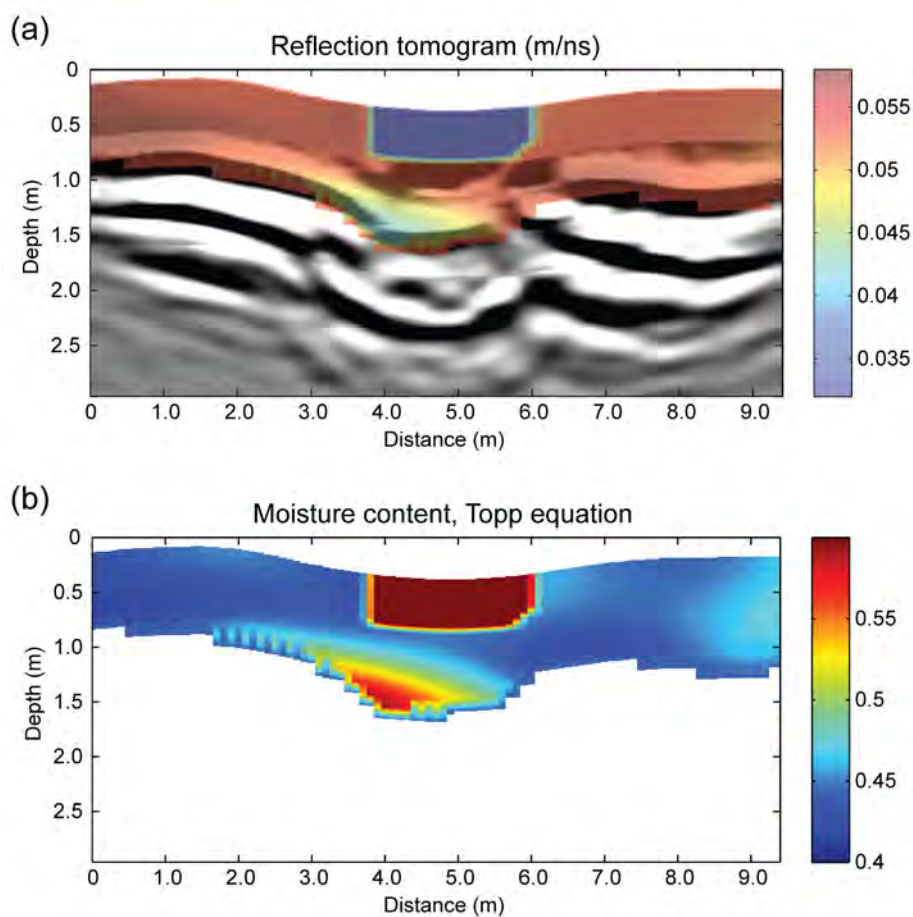 (a)
Reflection tomogram (m/ns)
0
0.5
1.0
1.5
2.0
2.5
Depth (m)
0 1.0 2.0 3.0 4.0 5.0 6.0 7.0 8.0 9.0
Distance (m)
0.055
0.05
0.045
0.04
0.035
(b)
Moisture content, Topp equation
0
0.5
1.0
1.5
2.0
2.5
Depth (m)
0 1.0 2.0 3.0 4.0 5.0 6.0 7.0 8.0 9.0
Distance (m)
0.55
0.5
0.45
0.4